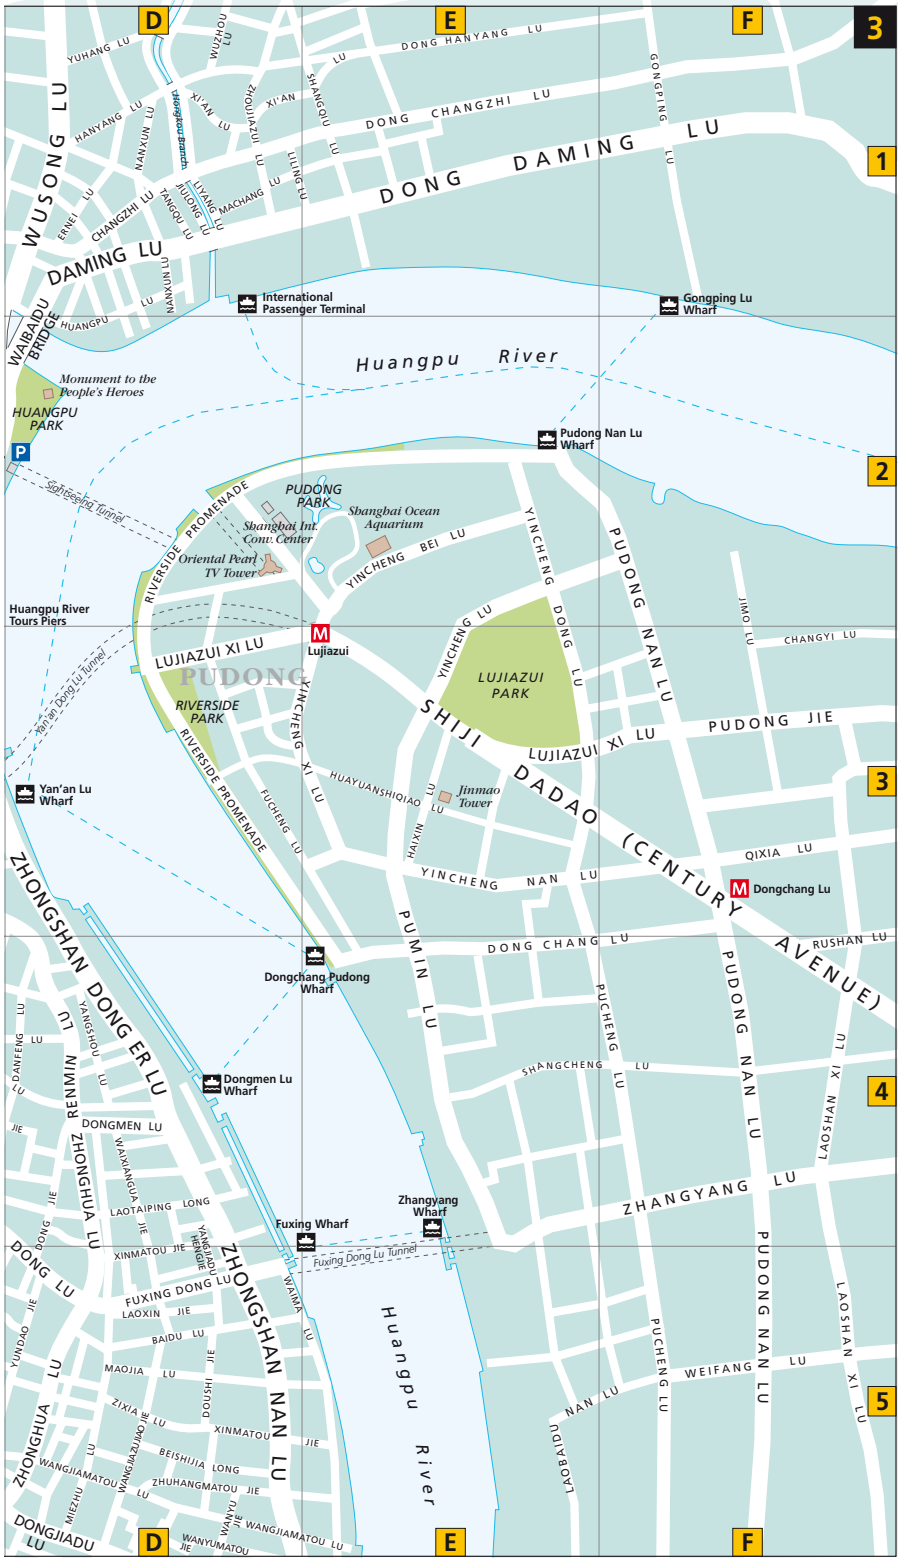 D
E
F
3
YUHANG LU
WUZHOU LU
DONG HANYANG LU
WUSONG LU
HANYANG LU
NANXUN LU
Hongkou Branch
XI'AN LU
ZHOUJIAZUI LU
XI'AN LU
SHANGQIU LU
DONG CHANGZHI LU
GONGPING LU
1
DONG DAMING LU
LILING LU
LIYANG LU
JIULONG LU
TANGQU LU
MACHANG LU
ERNEI LU
CHANGZHI LU
DAMING LU
NANXUN LU
HUANGPU LU
WAIBAIDU
BRIDGE
International
Passenger Terminal
Gongping Lu
Wharf
Huangpu River
Monument to the
People's Heroes
HUANGPU
PARK
P
Pudong Nan Lu
Wharf
2
Sightseeing Tunnel
RIVERSIDE PROMENADE
PUDONG
PARK
Shanghai Int.
Conv. Center
Shanghai Ocean
Aquarium
Oriental Pearl
TV Tower
YINCHENG BEI LU
YINCHENG DONG LU
PUDONG NAN LU
Huangpu River
Tours Piers
JIMO LU
CHANGYI LU
YINCHENG LU
M
Lujiazui
LUJIAZUI XI LU
PUDONG
RIVERSIDE
PARK
LUJIAZUI
PARK
Yan'an Dong Lu Tunnel
YINCHENG XI LU
SHIJI DADAO (CENTURY AVENUE)
LUJIAZUI XI LU
PUDONG JIE
3
RIVERSIDE PROMENADE
FUCHENG LU
HUAYUANSHIQIAO LU
HAIXIN LU
Jinmao
Tower
Yan'an Lu
Wharf
QIXIA LU
YINCHENG NAN LU
M
Dongchang Lu
ZHONGSHAN DONG ER LU
PUMIN LU
DONG CHANG LU
RUSHAN LU
Dongchang Pudong
Wharf
PUDONG NAN LU
PUCHENG LU
LU
DANFENG LU
YANGSHOU LU
RENMIN LU
SHANGCHENG LU
LAOSHAN XI LU
4
Dongmen Lu
Wharf
JIE
DONGMEN LU
WAIXIANGUA JIE
ZHONGHUA LU
ZHANGYANG LU
LAOTAIPING LONG
Zhangyang
Wharf
Fuxing Wharf
Fuxing Dong Lu Tunnel
DONG JIE
DONG LU
XINMATOU JIE
YANGJIADU
HENGJIE
FUXING DONG LU
WAIMA LU
ZHONGSHAN NAN LU
LAOXIN JIE
BAIDU LU
YUNDAO JIE
MAOJIA LU
DOUSHI JIE
Huangpu River
PUCHENG LU
PUDONG NAN LU
LAOSHAN XI LU
WEIFANG LU
NAN LU
LAOBAIDU
5
ZHONGHUA LU
ZIXIA LU
XINMATOU JIE
WANGJIAZUJIAO JIE
BEISHIJIA LONG
WANGJIAMATOU LU
ZHUHANGMATOU JIE
MIEZHU LU
WANYU JIE
WANGJIAMATOU LU
WANYUMATOU JIE
DONGJIADU
LU
D
E
F